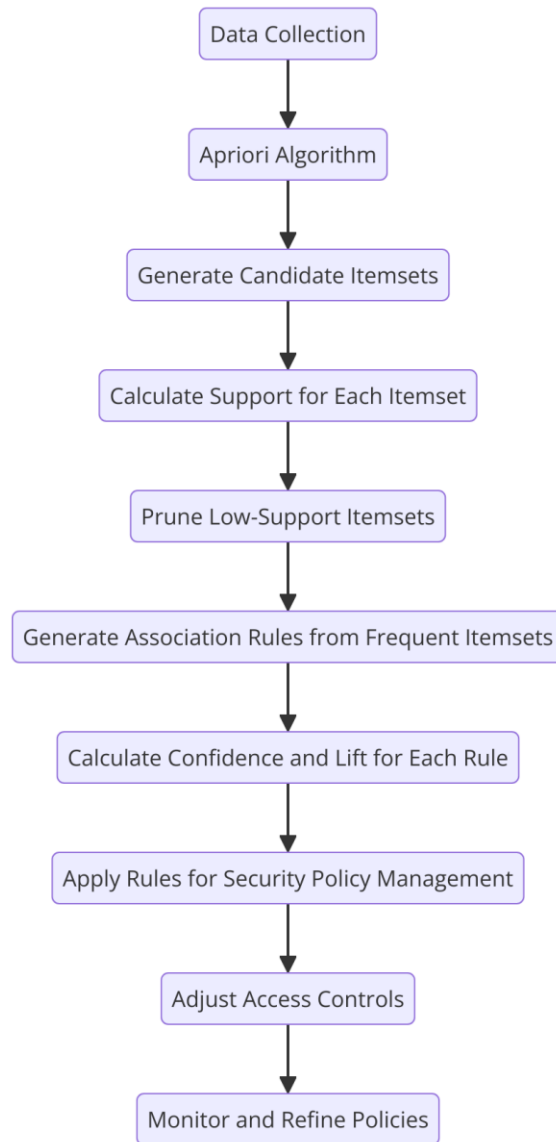 Data Collection
Apriori Algorithm
Generate Candidate Itemsets
Calculate Support for Each Itemset
Prune Low-Support Itemsets
Generate Association Rules from Frequent Itemsets
Calculate Confidence and Lift for Each Rule
Apply Rules for Security Policy Management
Adjust Access Controls
Monitor and Refine Policies